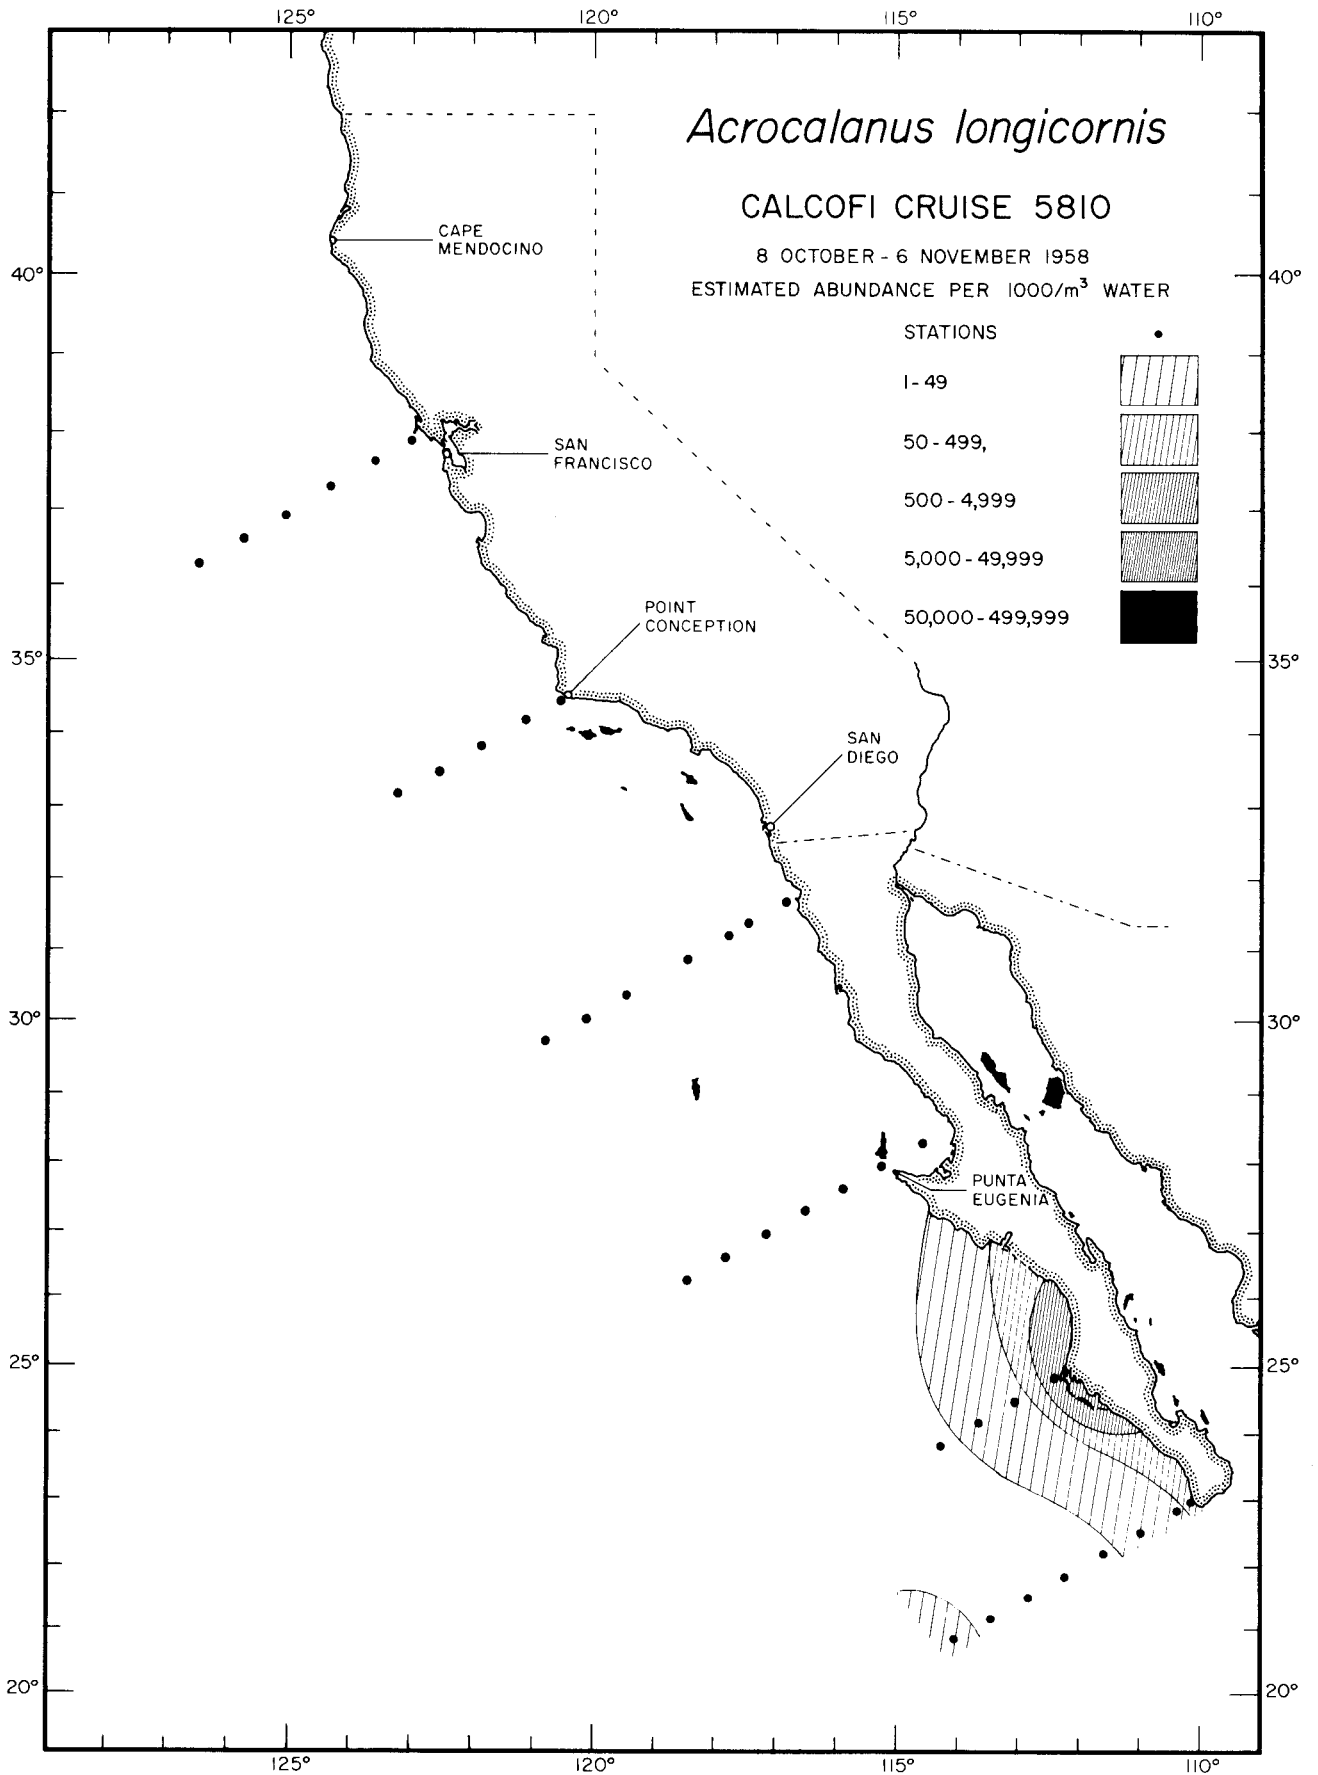 125° 120° 115° 110°
Acrocalanus longicornis
CALCOFI CRUISE 5810
8 OCTOBER - 6 NOVEMBER 1958
ESTIMATED ABUNDANCE PER 1000/m³ WATER
STATIONS
1-49
50-499,
500-4,999
5,000-49,999
50,000-499,999
CAPE
MENDOCINO
40° 40°
SAN
FRANCISCO
POINT
CONCEPTION
35° 35°
SAN
DIEGO
30° 30°
PUNTA
EUGENIA
25° 25°
20° 20°
125° 120° 115° 110°